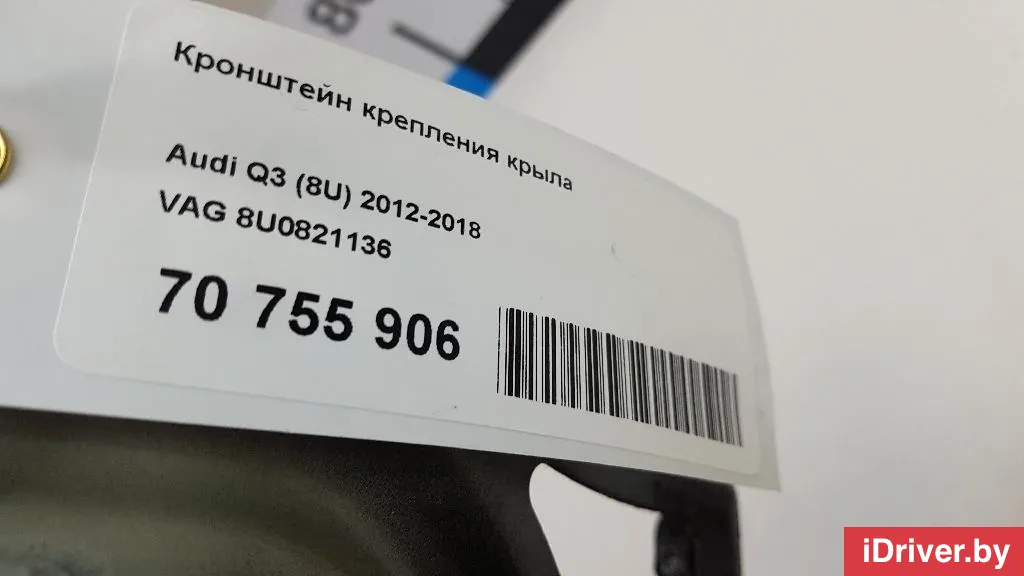 Кронштейн крепления крыла
Audi Q3 (8U) 2012-2018
VAG 8U0821136
70 755 906
iDriver.by